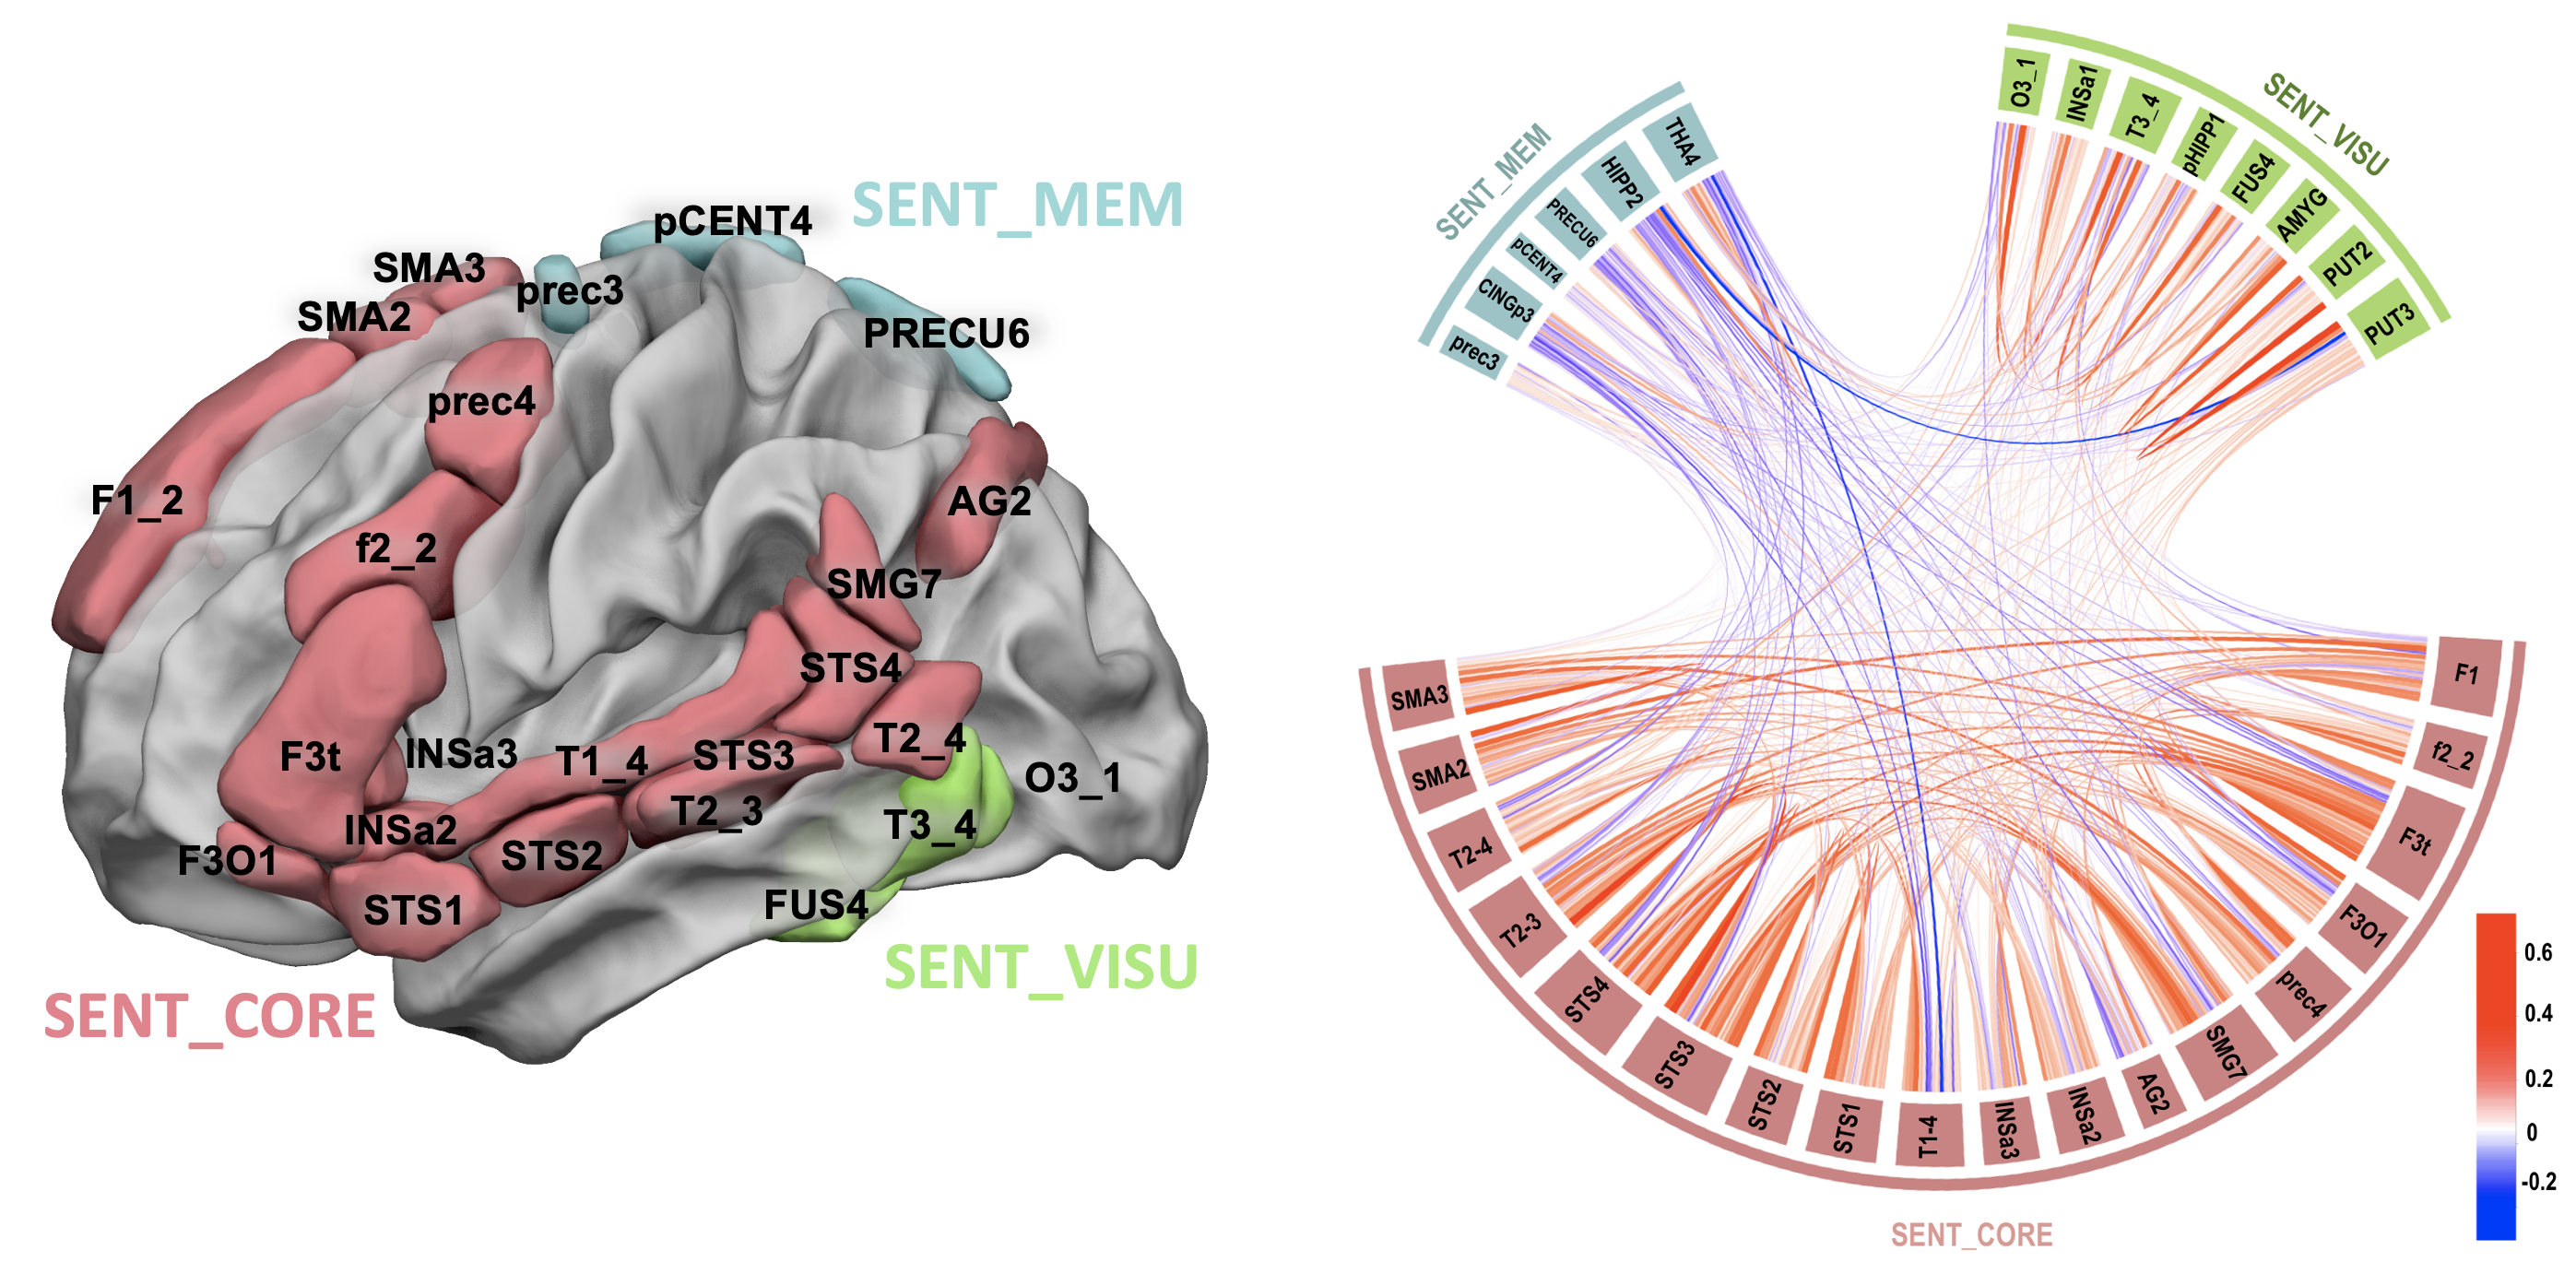 SENT_MEM
pCENT4
SMA3
prec3
SMA2
PRECU6
prec4
F1_2
AG2
f2_2
SMG7
STS4
F3t
INSa3
T1_4
STS3
T2_4
O3_1
T2_3
T3_4
INSa2
F3O1
STS2
STS1
FUS4
SENT_VISU
SENT_CORE
SENT_MEM
THA4
HIPP2
PRECU6
pCENT4
CINGp3
prec3
SENT_VISU
O3_1
INSa1
T3_4
pHIPP1
FUS4
AMYG
PUT2
PUT3
F1
f2_2
F3t
F3O1
prec4
SMG7
AG2
INSa2
INSa3
T1-4
STS1
STS2
STS3
STS4
T2-3
T2-4
SMA2
SMA3
SENT_CORE
0.6
0.4
0.2
0
-0.2